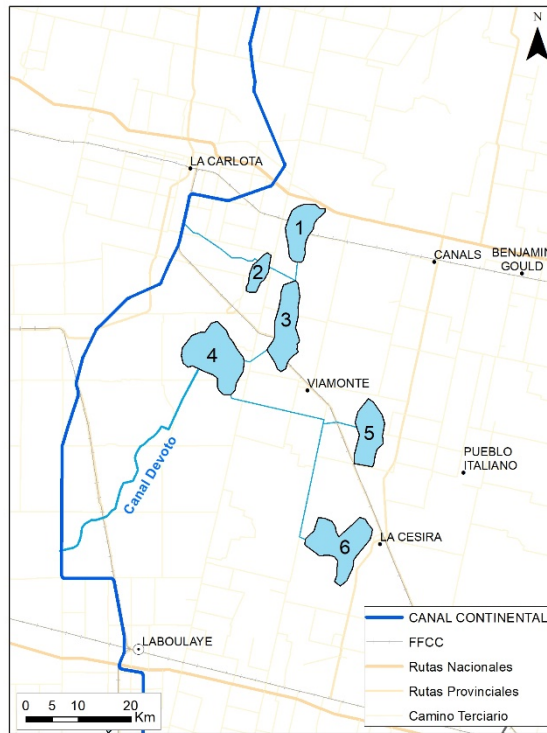 N
LA CARLOTA
1
CANALS
BENJAMIN
GOULD
2
3
4
VIAMONTE
5
PUEBLO
ITALIANO
Canal Devoto
LA CESIRA
6
LABOULAYE
CANAL CONTINENTAL
FFCC
Rutas Nacionales
Rutas Provinciales
Camino Terciario
0 5 10 20
Km